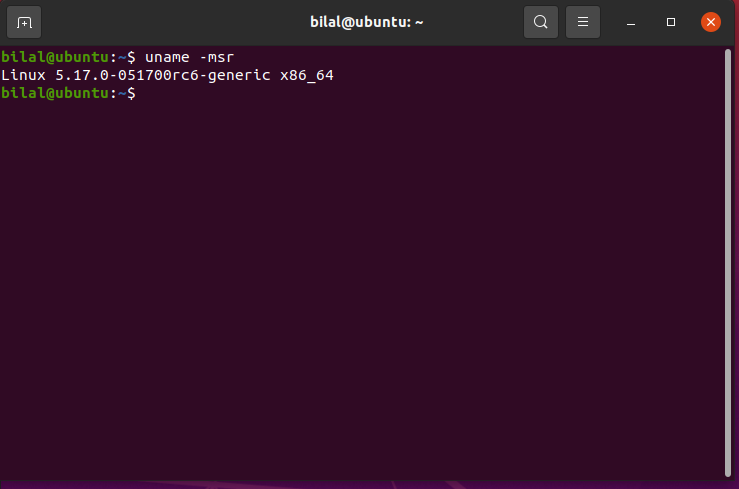 bilal@ubuntu: ~
bilal@ubuntu:~$ uname -msr
Linux 5.17.0-051700rc6-generic x86_64
bilal@ubuntu:~$